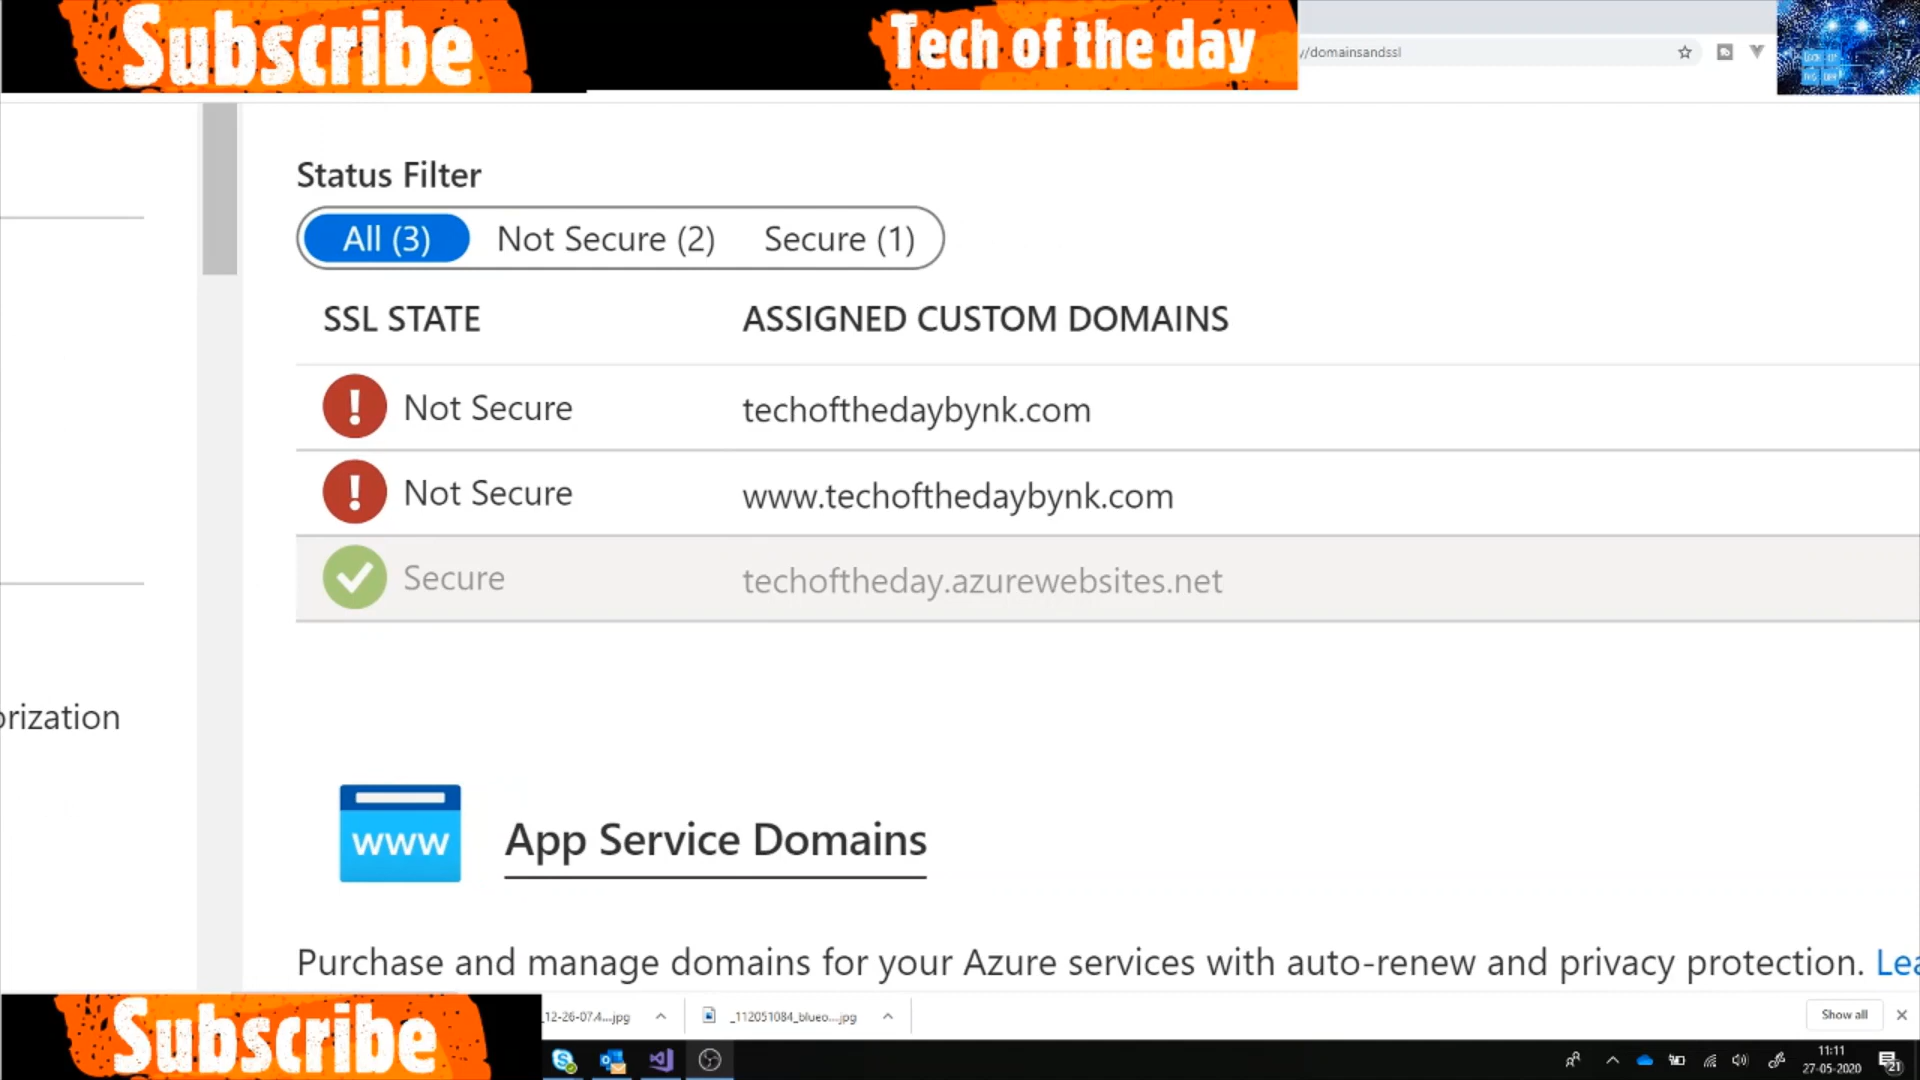 Subscribe
Tech of the day
//domainsandssl
Status Filter
All (3)
Not Secure (2)
Secure (1)
SSL STATE
ASSIGNED CUSTOM DOMAINS
Not Secure
techofthedaybynk.com
Not Secure
www.techofthedaybynk.com
Secure
techoftheday.azurewebsites.net
orization
www
App Service Domains
Purchase and manage domains for your Azure services with auto-renew and privacy protection. Lea
Subscribe
_12-26-07.4....jpg
_112051084_blueo....jpg
Show all
11:11
27-05-2020
21